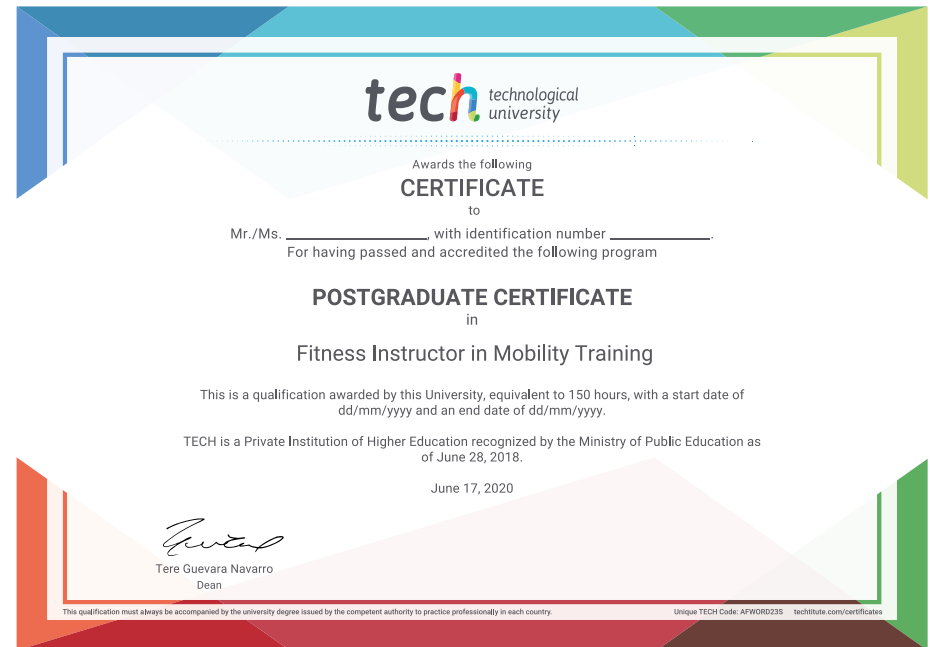 tech technological
university
Awards the following
CERTIFICATE
to
Mr./Ms. ____________________, with identification number ______________.
For having passed and accredited the following program
POSTGRADUATE CERTIFICATE
in
Fitness Instructor in Mobility Training
This is a qualification awarded by this University, equivalent to 150 hours, with a start date of
dd/mm/yyyy and an end date of dd/mm/yyyy.
TECH is a Private Institution of Higher Education recognized by the Ministry of Public Education as
of June 28, 2018.
June 17, 2020
Tere Guevara Navarro
Dean
This qualification must always be accompanied by the university degree issued by the competent authority to practice professionally in each country.
Unique TECH Code: AFWORD23S techtitute.com/certificates